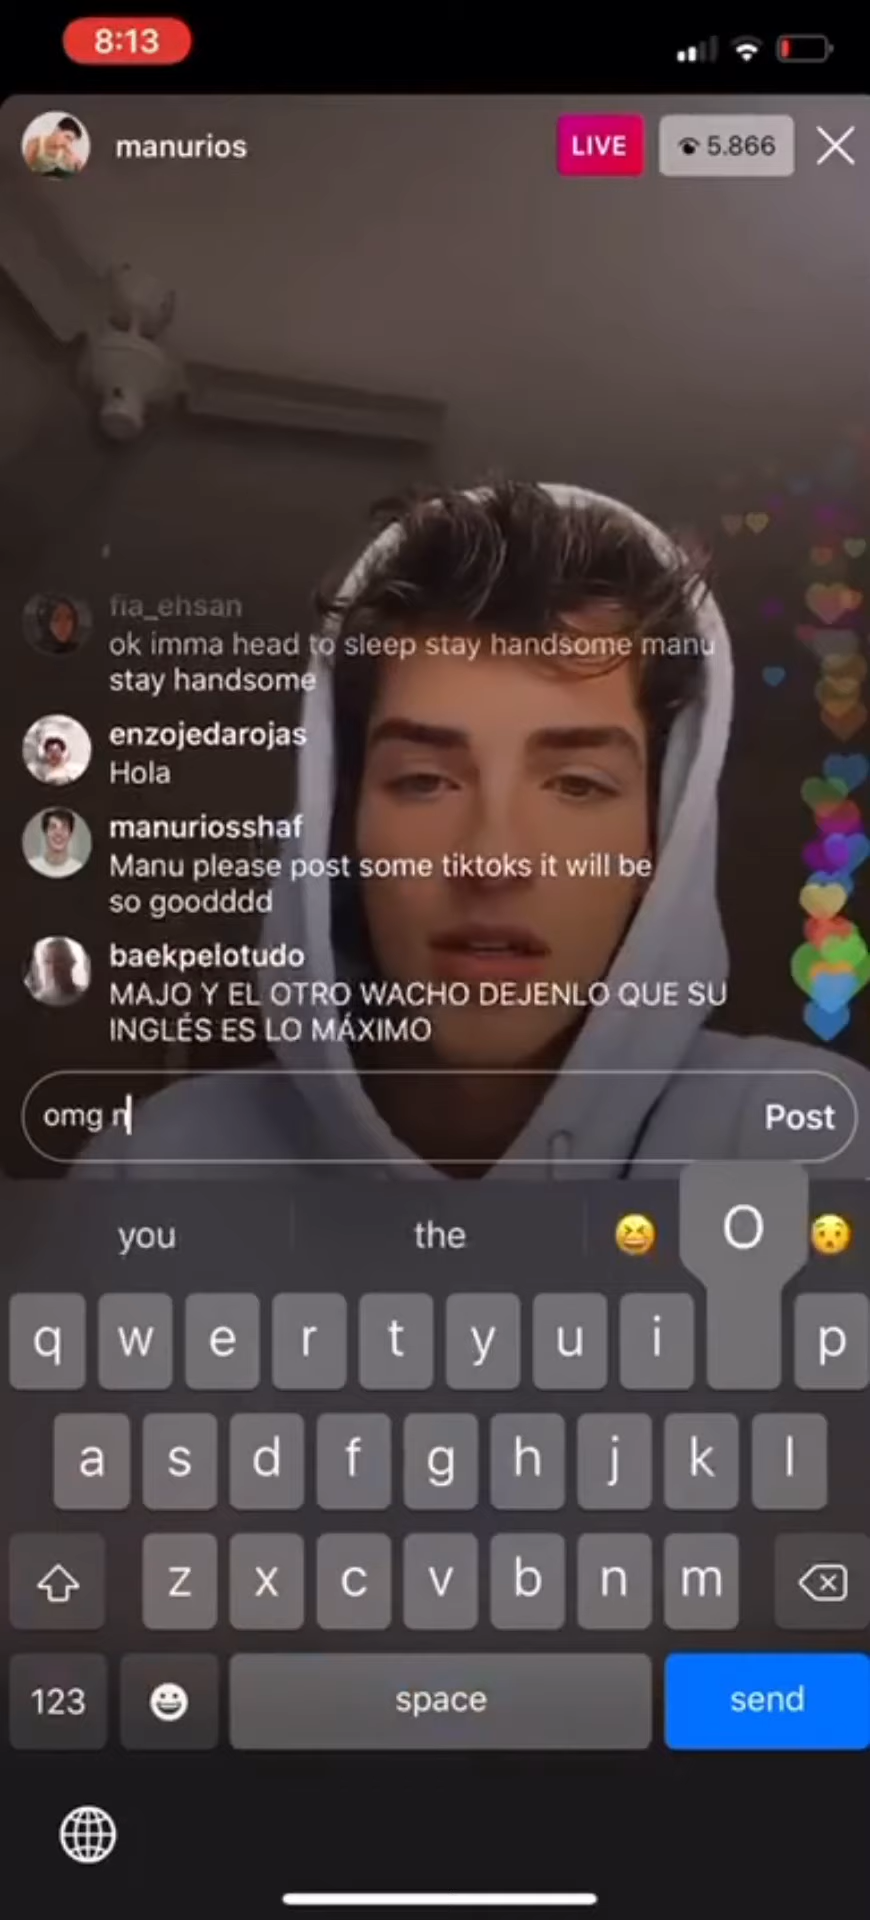 8:13
manurios
LIVE
5.866
fia_ehsan
ok imma head to sleep stay handsome manu
stay handsome
enzojedarojas
Hola
manuriosshaf
Manu please post some tiktoks it will be
so goodddd
baekpelotudo
MAJO Y EL OTRO WACHO DEJENLO QUE SU
INGLÉS ES LO MÁXIMO
omg n
Post
you the
O
q w e r t y u i p
a s d f g h j k l
z x c v b n m
123 space send